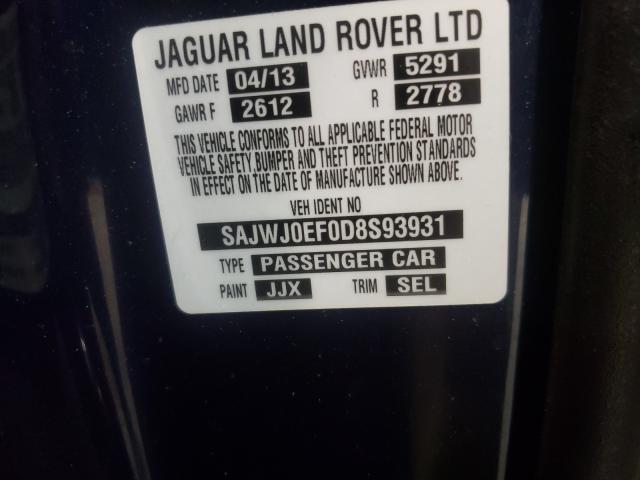 JAGUAR LAND ROVER LTD
MFD DATE 04/13 GVWR 5291
GAWR F 2612 R 2778
THIS VEHICLE CONFORMS TO ALL APPLICABLE FEDERAL MOTOR
VEHICLE SAFETY,BUMPER AND THEFT PREVENTION STANDARDS
IN EFFECT ON THE DATE OF MANUFACTURE SHOWN ABOVE.
VEH IDENT NO
SAJWJ0EF0D8S93931
TYPE PASSENGER CAR
PAINT JJX TRIM SEL